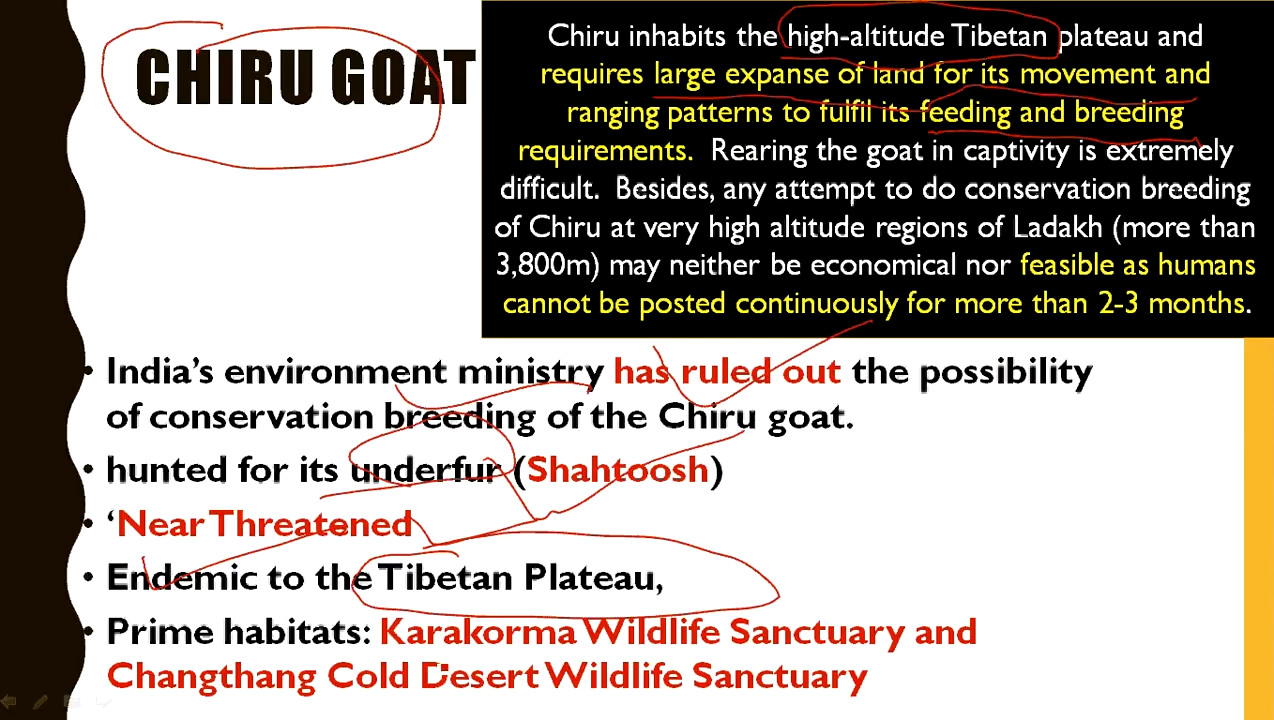 CHIRU GOAT
Chiru inhabits the high-altitude Tibetan plateau and
requires large expanse of land for its movement and
ranging patterns to fulfil its feeding and breeding
requirements. Rearing the goat in captivity is extremely
difficult. Besides, any attempt to do conservation breeding
of Chiru at very high altitude regions of Ladakh (more than
3,800m) may neither be economical nor feasible as humans
cannot be posted continuously for more than 2-3 months.
• India's environment ministry has ruled out the possibility
of conservation breeding of the Chiru goat.
• hunted for its underfur (Shahtoosh)
• ‘Near Threatened
• Endemic to the Tibetan Plateau,
• Prime habitats: Karakorma Wildlife Sanctuary and
Changthang Cold Desert Wildlife Sanctuary